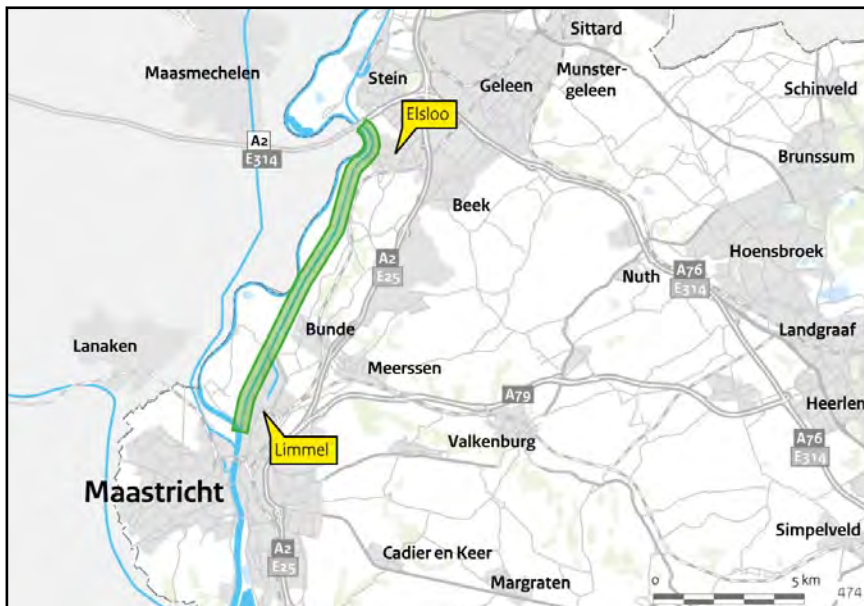 Sittard
Maasmechelen
Stein
Geleen
Munster-
geleen
Schinveld
Elsloo
A2
E314
Brunssum
Beek
Hoensbroek
A2
E25
Nuth
A76
E314
Bunde
Landgraaf
Lanaken
Meerssen
A79
Heerlen
Valkenburg
Limmel
A76
E314
Maastricht
Simpelveld
A2
E25
Cadier en Keer
Margraten
0
5 km
474